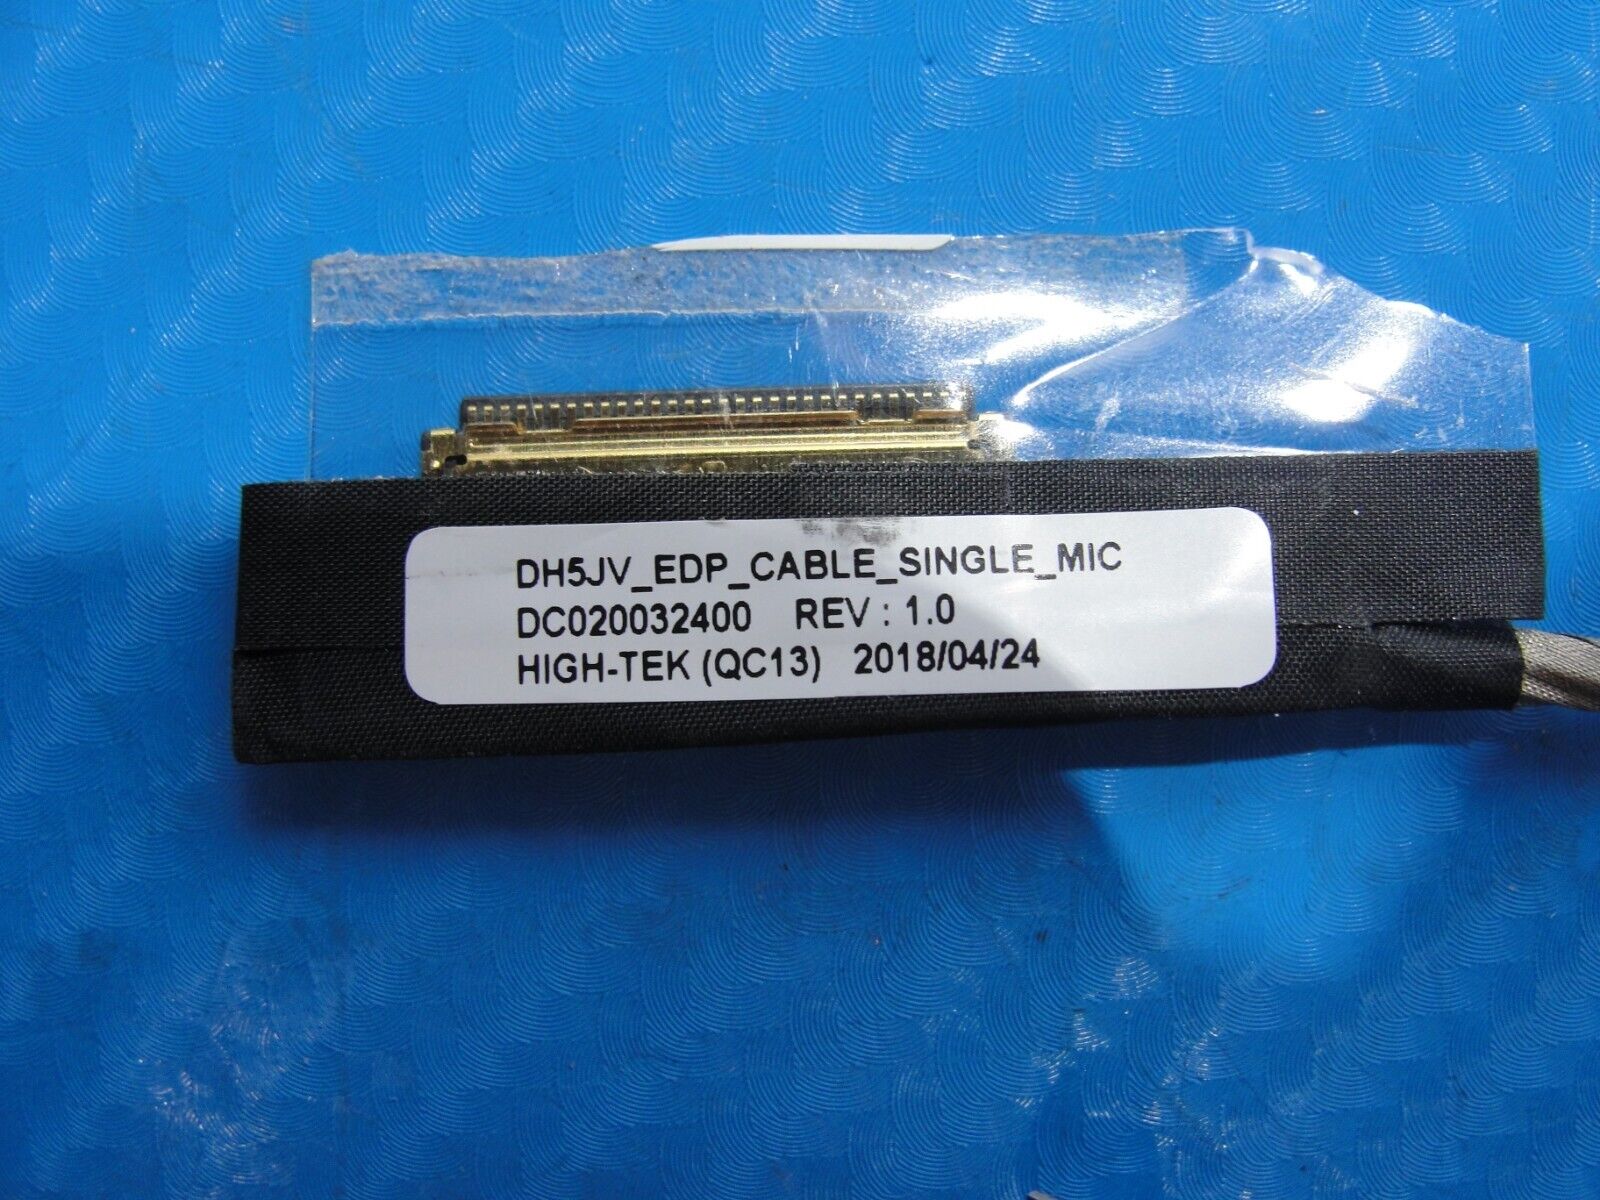 DH5JV_EDP_CABLE_SINGLE_MIC
DC020032400 REV : 1.0
HIGH-TEK (QC13) 2018/04/24